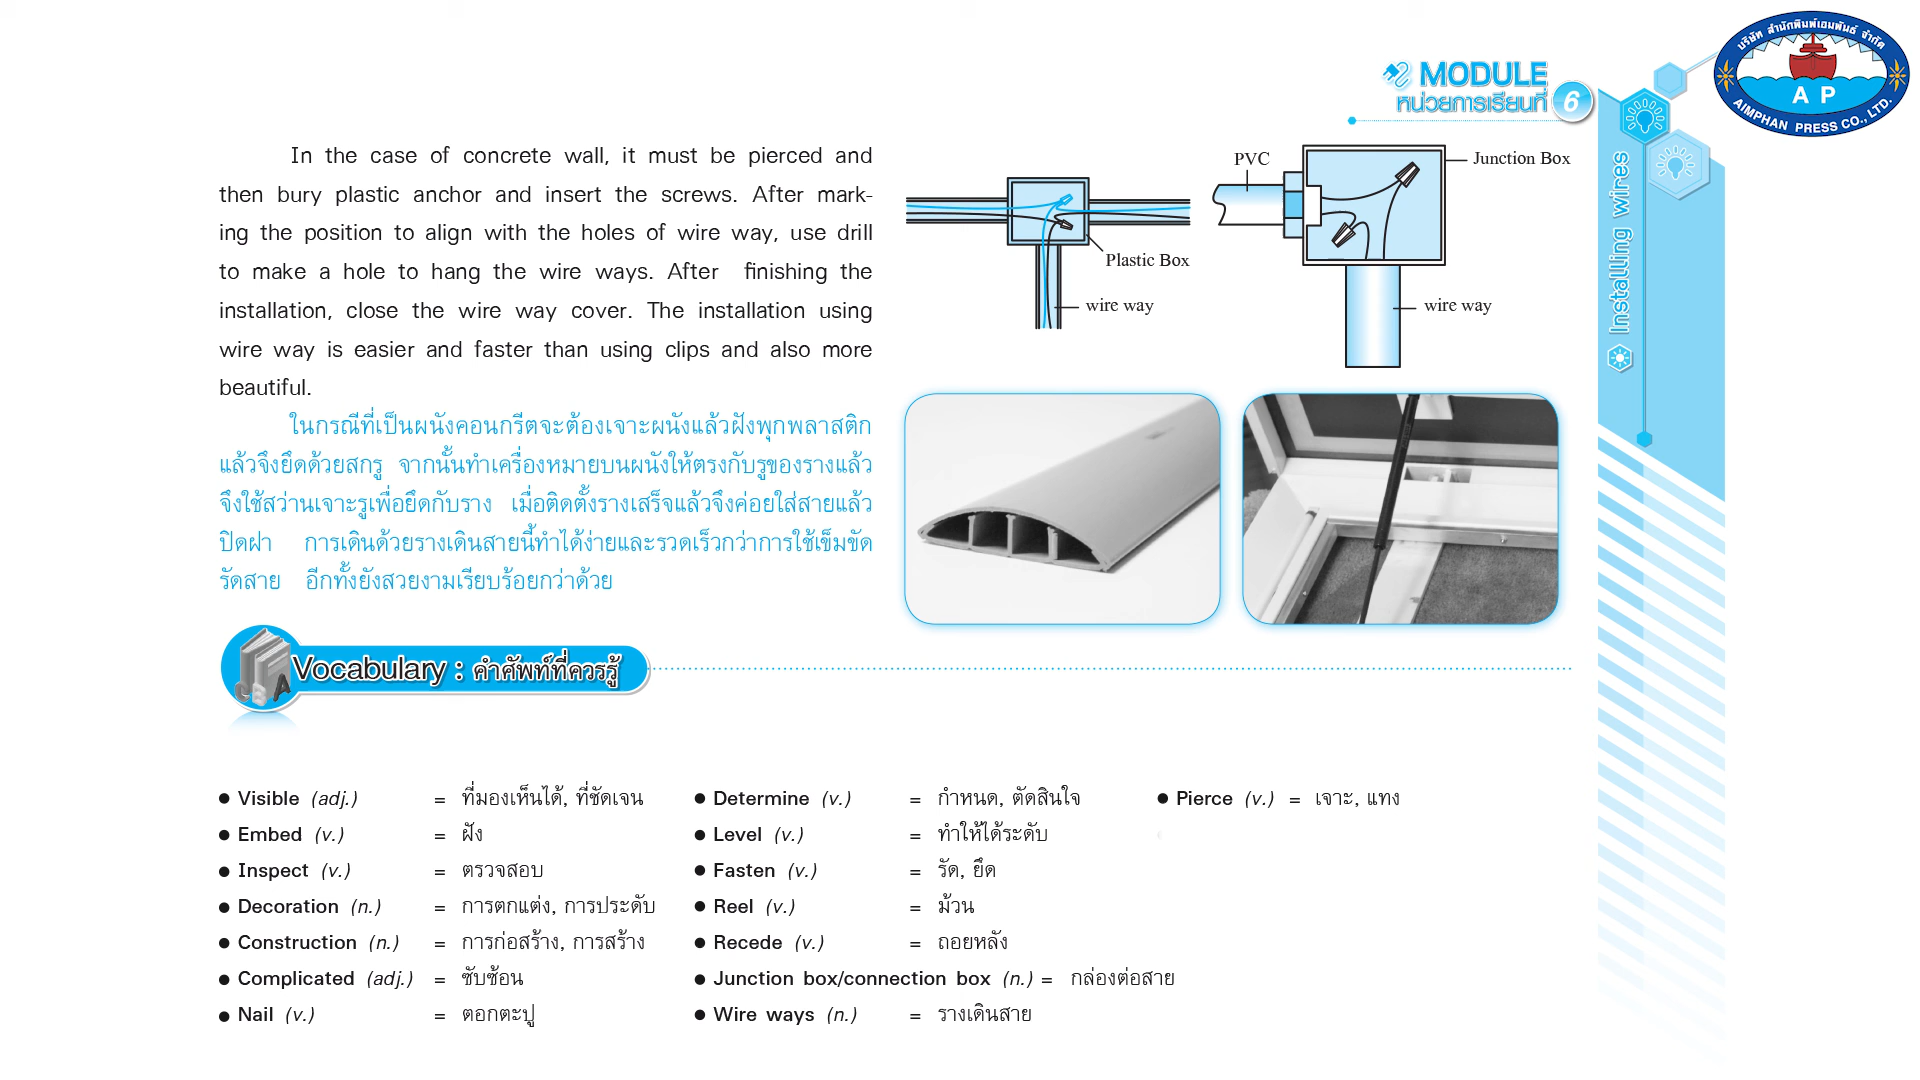 บริษัท สำนักพิมพ์เอมพันธ์ จำกัด
A P
AIMPHAN PRESS CO., LTD.
MODULE
หน่วยการเรียนที่ 6
Installing wires
In the case of concrete wall, it must be pierced and
then bury plastic anchor and insert the screws. After mark-
ing the position to align with the holes of wire way, use drill
to make a hole to hang the wire ways. After finishing the
installation, close the wire way cover. The installation using
wire way is easier and faster than using clips and also more
beautiful.
ในกรณีที่เป็นผนังคอนกรีตจะต้องเจาะผนังแล้วฝังพุกพลาสติก
แล้วจึงยึดด้วยสกรู จากนั้นทำเครื่องหมายบนผนังให้ตรงกับรูของรางแล้ว
จึงใช้สว่านเจาะรูเพื่อยึดกับราง เมื่อติดตั้งรางเสร็จแล้วจึงค่อยใส่สายแล้ว
ปิดฝา การเดินด้วยรางเดินสายนี้ทำได้ง่ายและรวดเร็วกว่าการใช้เข็มขัด
รัดสาย อีกทั้งยังสวยงามเรียบร้อยกว่าด้วย
Plastic Box
wire way
PVC
Junction Box
wire way
Vocabulary : คำศัพท์ที่ควรรู้
Visible (adj.) = ที่มองเห็นได้, ที่ชัดเจน
Embed (v.) = ฝัง
Inspect (v.) = ตรวจสอบ
Decoration (n.) = การตกแต่ง, การประดับ
Construction (n.) = การก่อสร้าง, การสร้าง
Complicated (adj.) = ซับซ้อน
Nail (v.) = ตอกตะปู
Determine (v.) = กำหนด, ตัดสินใจ
Level (v.) = ทำให้ได้ระดับ
Fasten (v.) = รัด, ยึด
Reel (v.) = ม้วน
Recede (v.) = ถอยหลัง
Junction box/connection box (n.) = กล่องต่อสาย
Wire ways (n.) = รางเดินสาย
Pierce (v.) = เจาะ, แทง